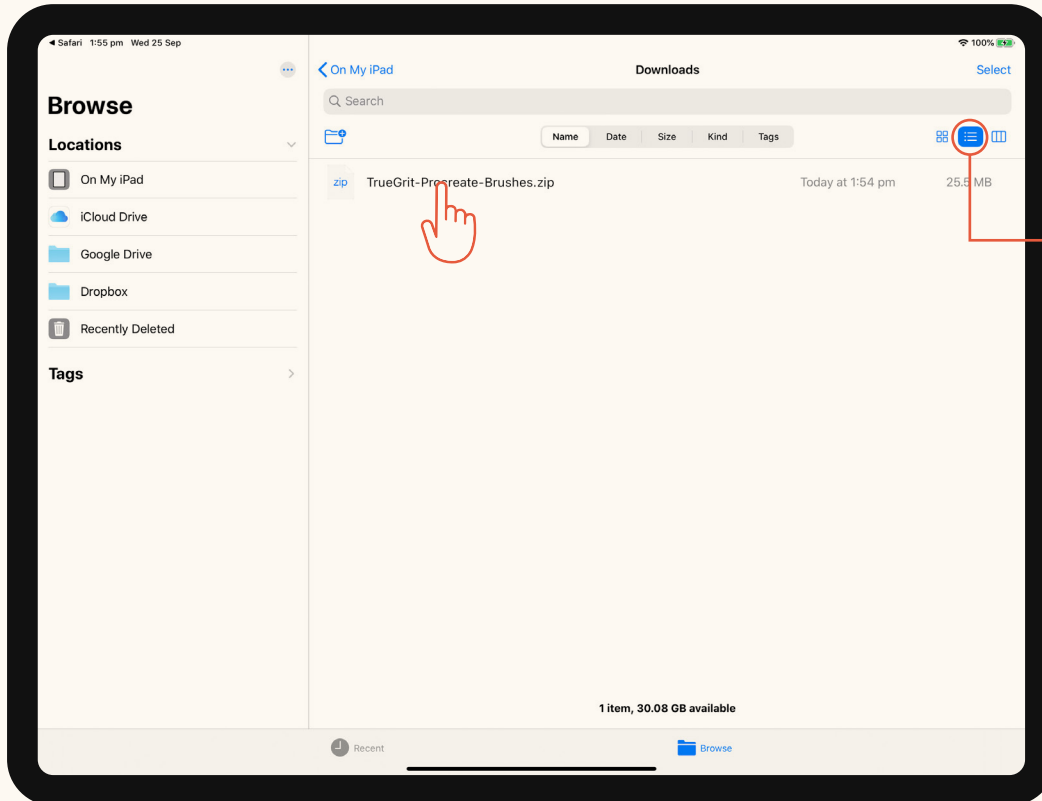 Safari 1:55 pm Wed 25 Sep
100%
On My iPad
Downloads
Select
Browse
Search
Locations
Name Date Size Kind Tags
On My iPad
zip TrueGrit-Procreate-Brushes.zip Today at 1:54 pm 25.5 MB
iCloud Drive
Google Drive
Dropbox
Recently Deleted
Tags
1 item, 30.08 GB available
Recent
Browse